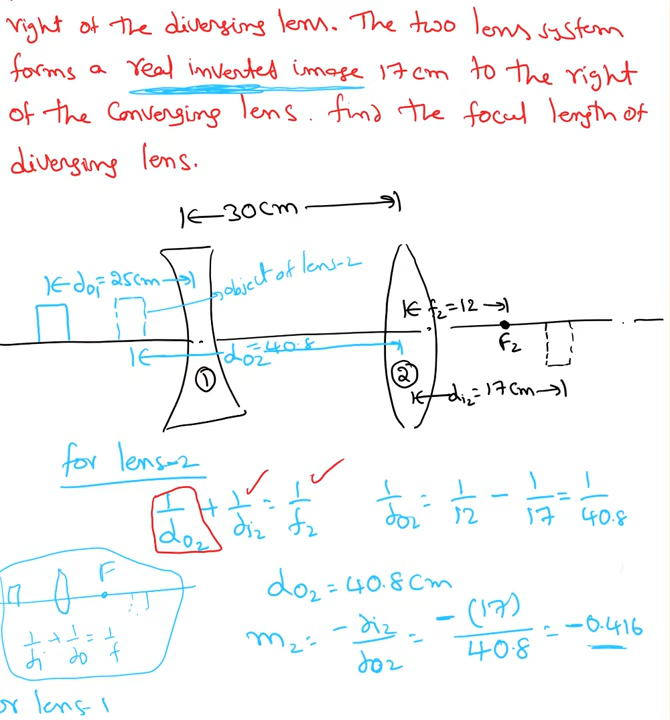 right of the diverging lens. The two lens system
forms a real inverted image 17 cm to the right
of the Converging lens. find the focal length of
diverging lens.
|←30cm→|
|←do1=25cm→|
object of lens-2
|←f2=12→|
F2
|←do2=40.8
①
②
|←di2=17cm→|
for lens-2
1/do2 + 1/di2 = 1/f2
1/do2 = 1/12 - 1/17 = 1/40.8
F
1/di + 1/do = 1/f
do2 = 40.8cm
m2 = -di2/do2 = -(17)/40.8 = -0.416
or lens-1